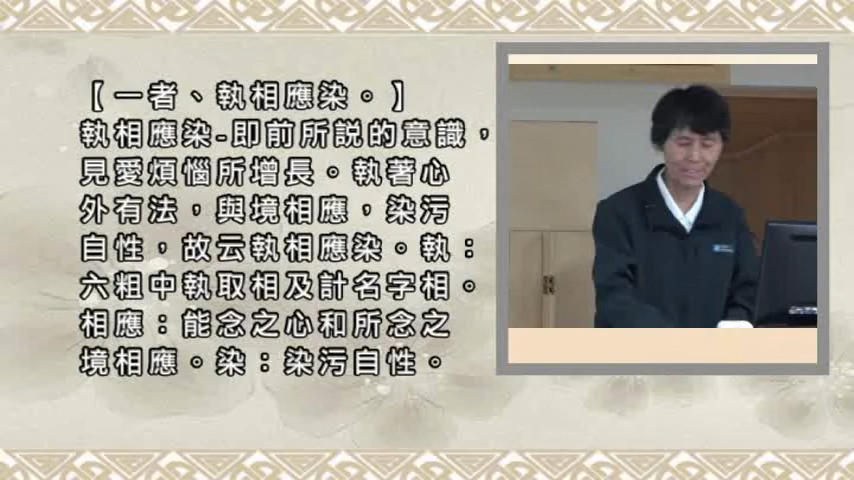 【一者、執相應染。】
執相應染-即前所說的意識，
見愛煩惱所增長。執著心
外有法，與境相應，染污
自性，故云執相應染。執：
六粗中執取相及計名字相。
相應：能念之心和所念之
境相應。染：染污自性。